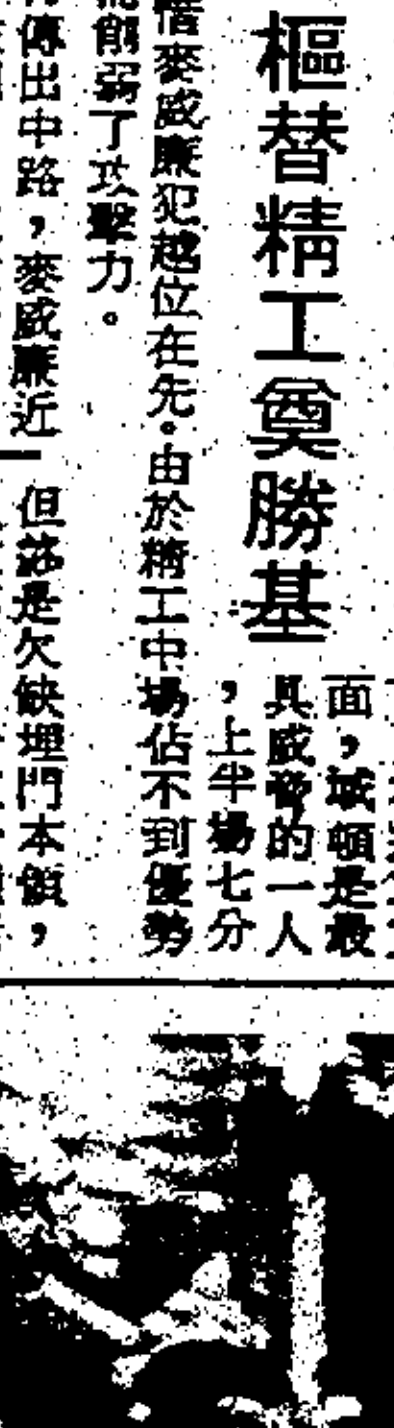 樞替精工奠勝基
面，城頓是最
具威脅的一人
，上半場七分
惜麥威廉犯越位在先。由於精工中場佔不到優勢
削弱了攻擊力。
傳出中路，麥威廉近
但諾是欠缺埋門本領，